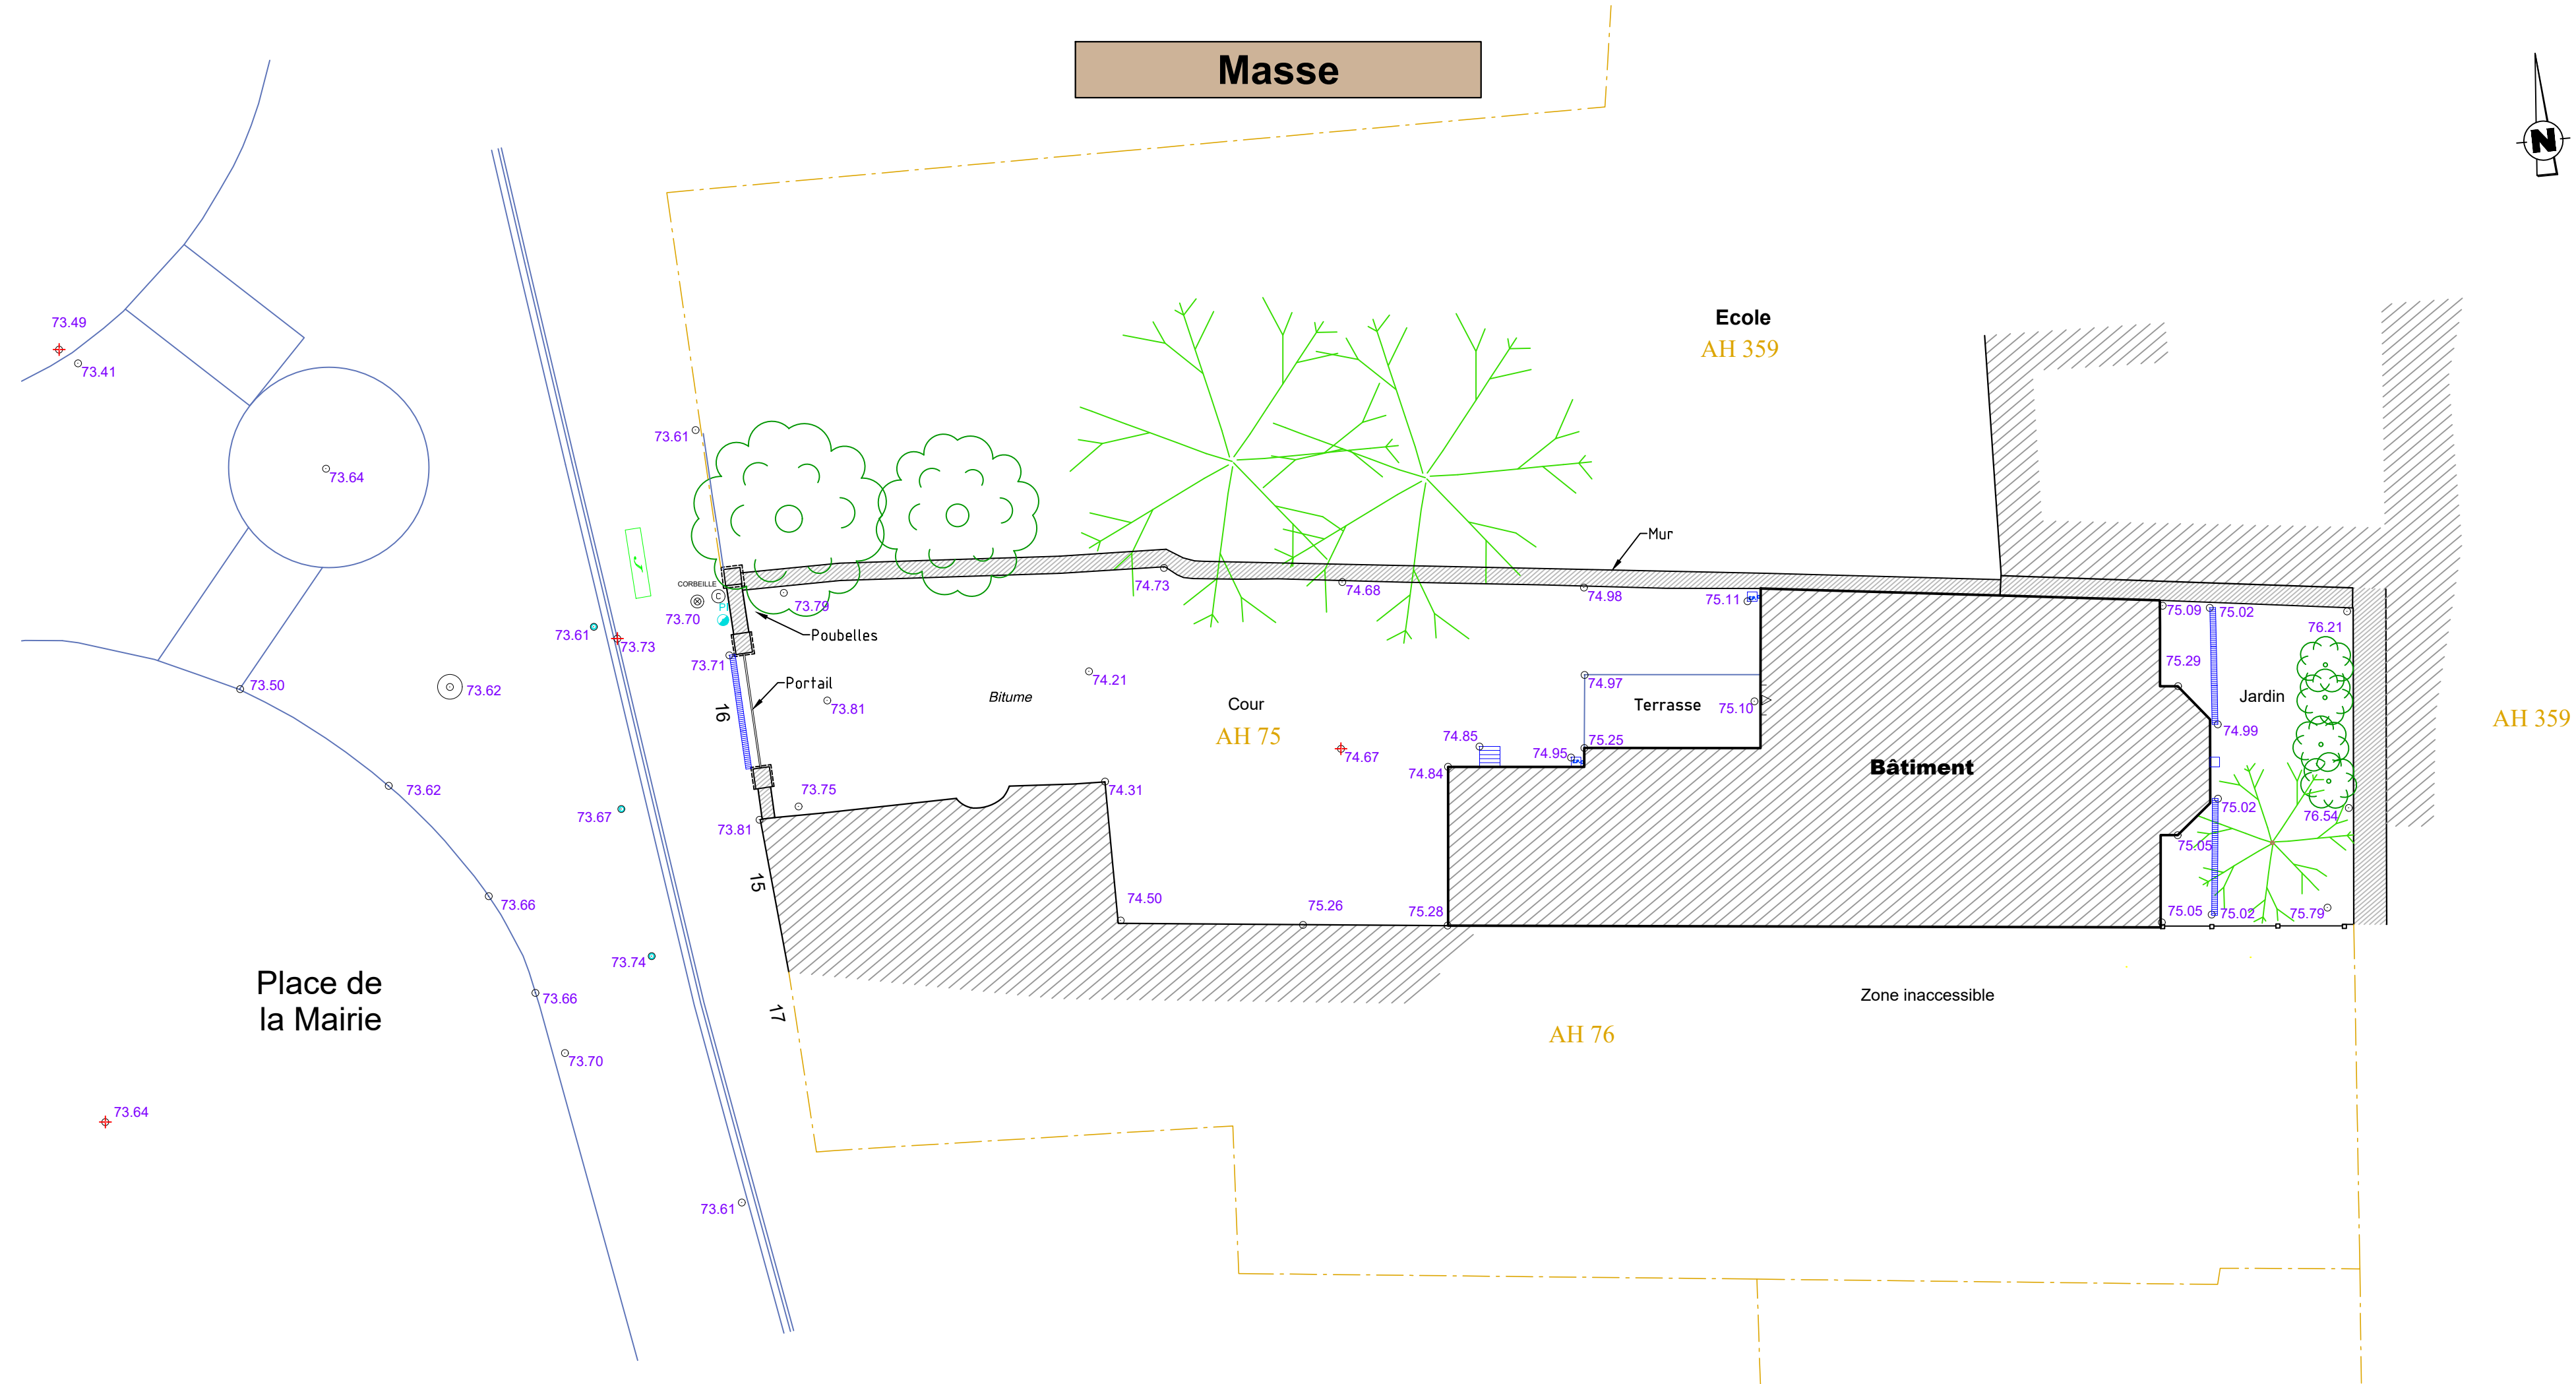 Masse
N
Ecole
AH 359
73.49
73.41
73.61
73.64
Mur
CORBEILLE
C
73.70
73.79
74.73
74.68
74.98
75.11
75.09
75.02
76.21
73.61
73.73
Poubelles
73.71
75.29
73.50
73.62
Portail
74.21
74.97
Jardin
16
73.81
Bitume
Cour
Terrasse
75.10
AH 359
AH 75
74.85
74.95
75.25
74.99
74.67
74.84
Bâtiment
73.62
73.75
74.31
75.02
76.54
73.67
73.81
75.05
15
73.66
74.50
75.26
75.28
75.05
75.02
75.79
73.74
Place de
la Mairie
73.66
17
Zone inaccessible
AH 76
73.70
73.64
73.61